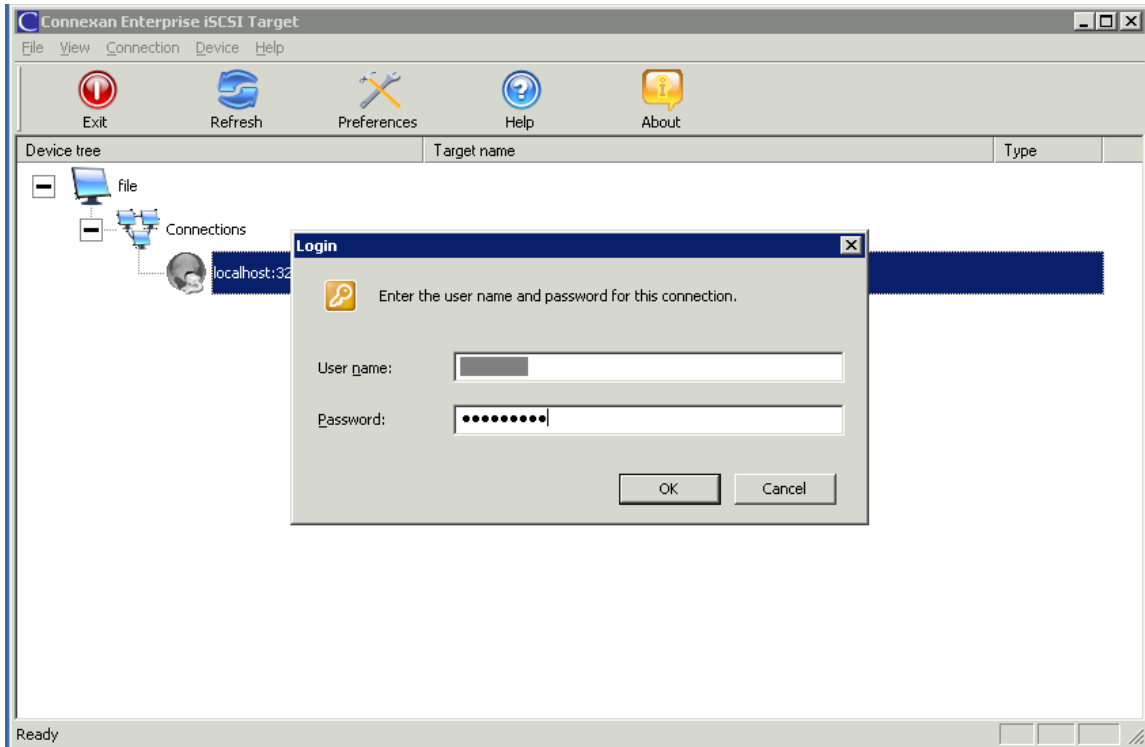 Connexan Enterprise iSCSI Target
File View Connection Device Help
Exit Refresh Preferences Help About
Device tree Target name Type
file
Connections
localhost:32
Login
Enter the user name and password for this connection.
User name:
Password:
OK Cancel
Ready